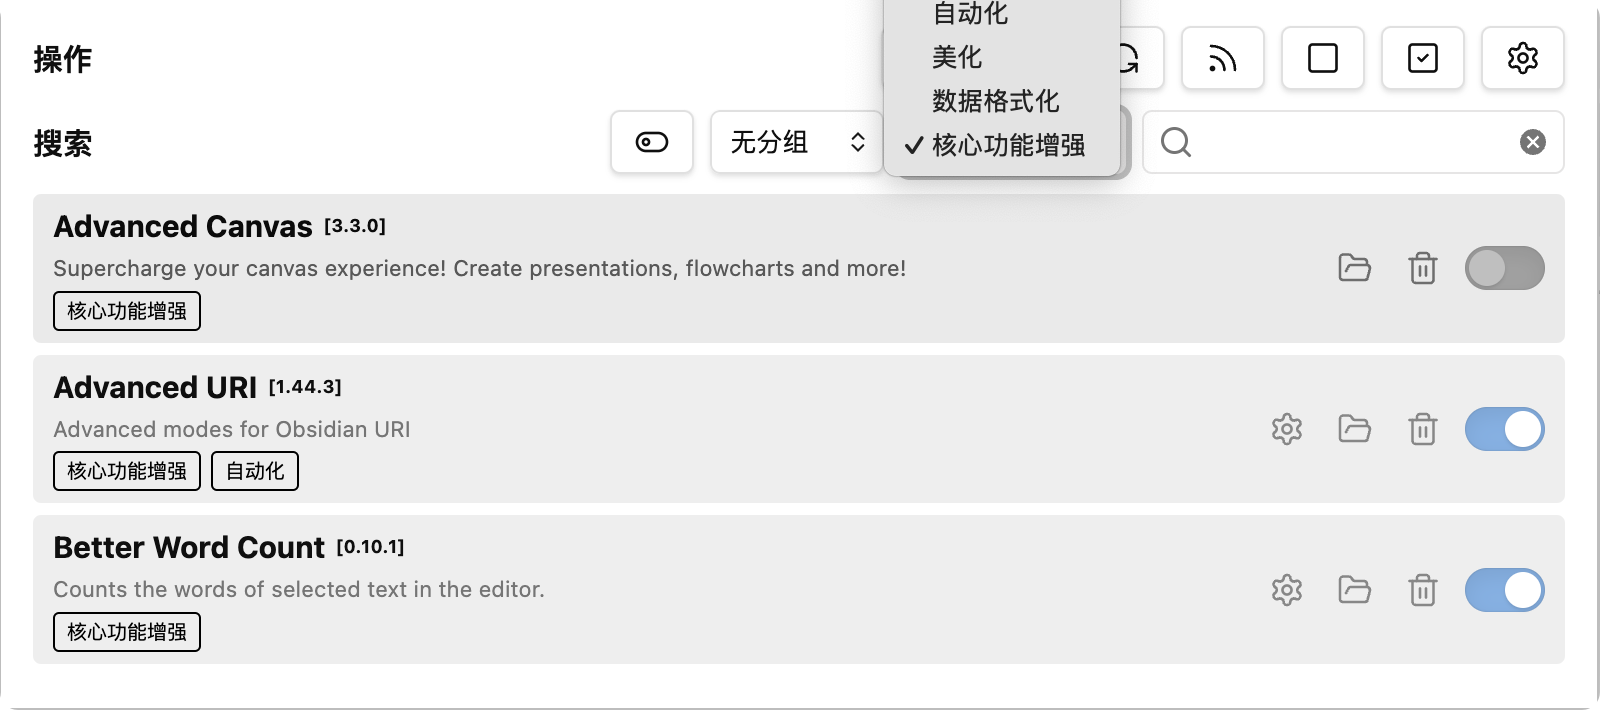 操作
搜索
无分组
自动化
美化
数据格式化
核心功能增强
Advanced Canvas [3.3.0]
Supercharge your canvas experience! Create presentations, flowcharts and more!
核心功能增强
Advanced URI [1.44.3]
Advanced modes for Obsidian URI
核心功能增强 自动化
Better Word Count [0.10.1]
Counts the words of selected text in the editor.
核心功能增强